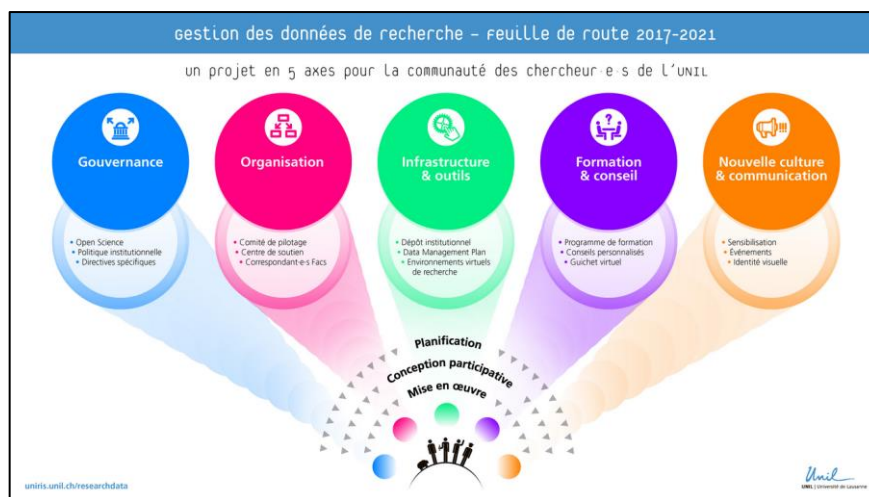 Gestion des données de recherche – Feuille de route 2017-2021
un projet en 5 axes pour la communauté des chercheur·e·s de l'UNIL
Gouvernance
• Open Science
• Politique institutionnelle
• Directives spécifiques
Organisation
• Comité de pilotage
• Centre de soutien
• Correspondant·e·s Facs
Infrastructure
& outils
• Dépôt institutionnel
• Data Management Plan
• Environnements virtuels
de recherche
?
Formation
& conseil
• Programme de formation
• Conseils personnalisés
• Guichet virtuel
!!!
Nouvelle culture
& communication
• Sensibilisation
• Événements
• Identité visuelle
Planification
Conception participative
Mise en œuvre
uniris.unil.ch/researchdata
Unil
UNIL | Université de Lausanne